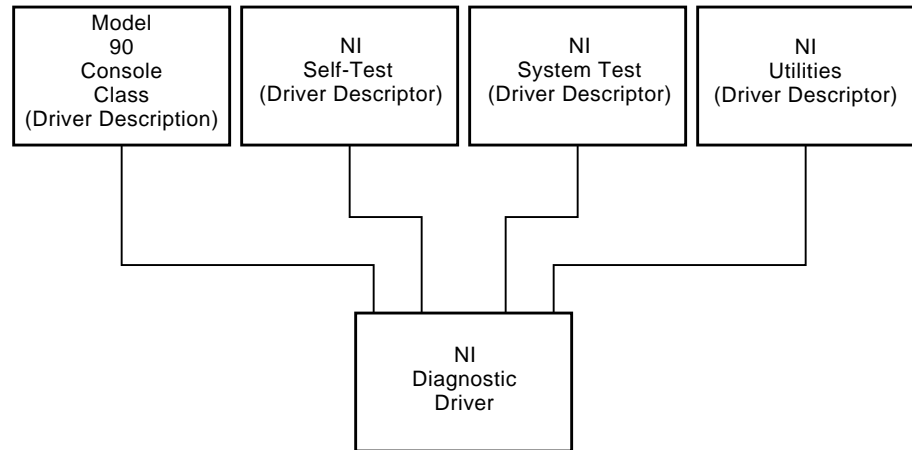 Model
90
Console
Class
(Driver Description)
NI
Self-Test
(Driver Descriptor)
NI
System Test
(Driver Descriptor)
NI
Utilities
(Driver Descriptor)
NI
Diagnostic
Driver